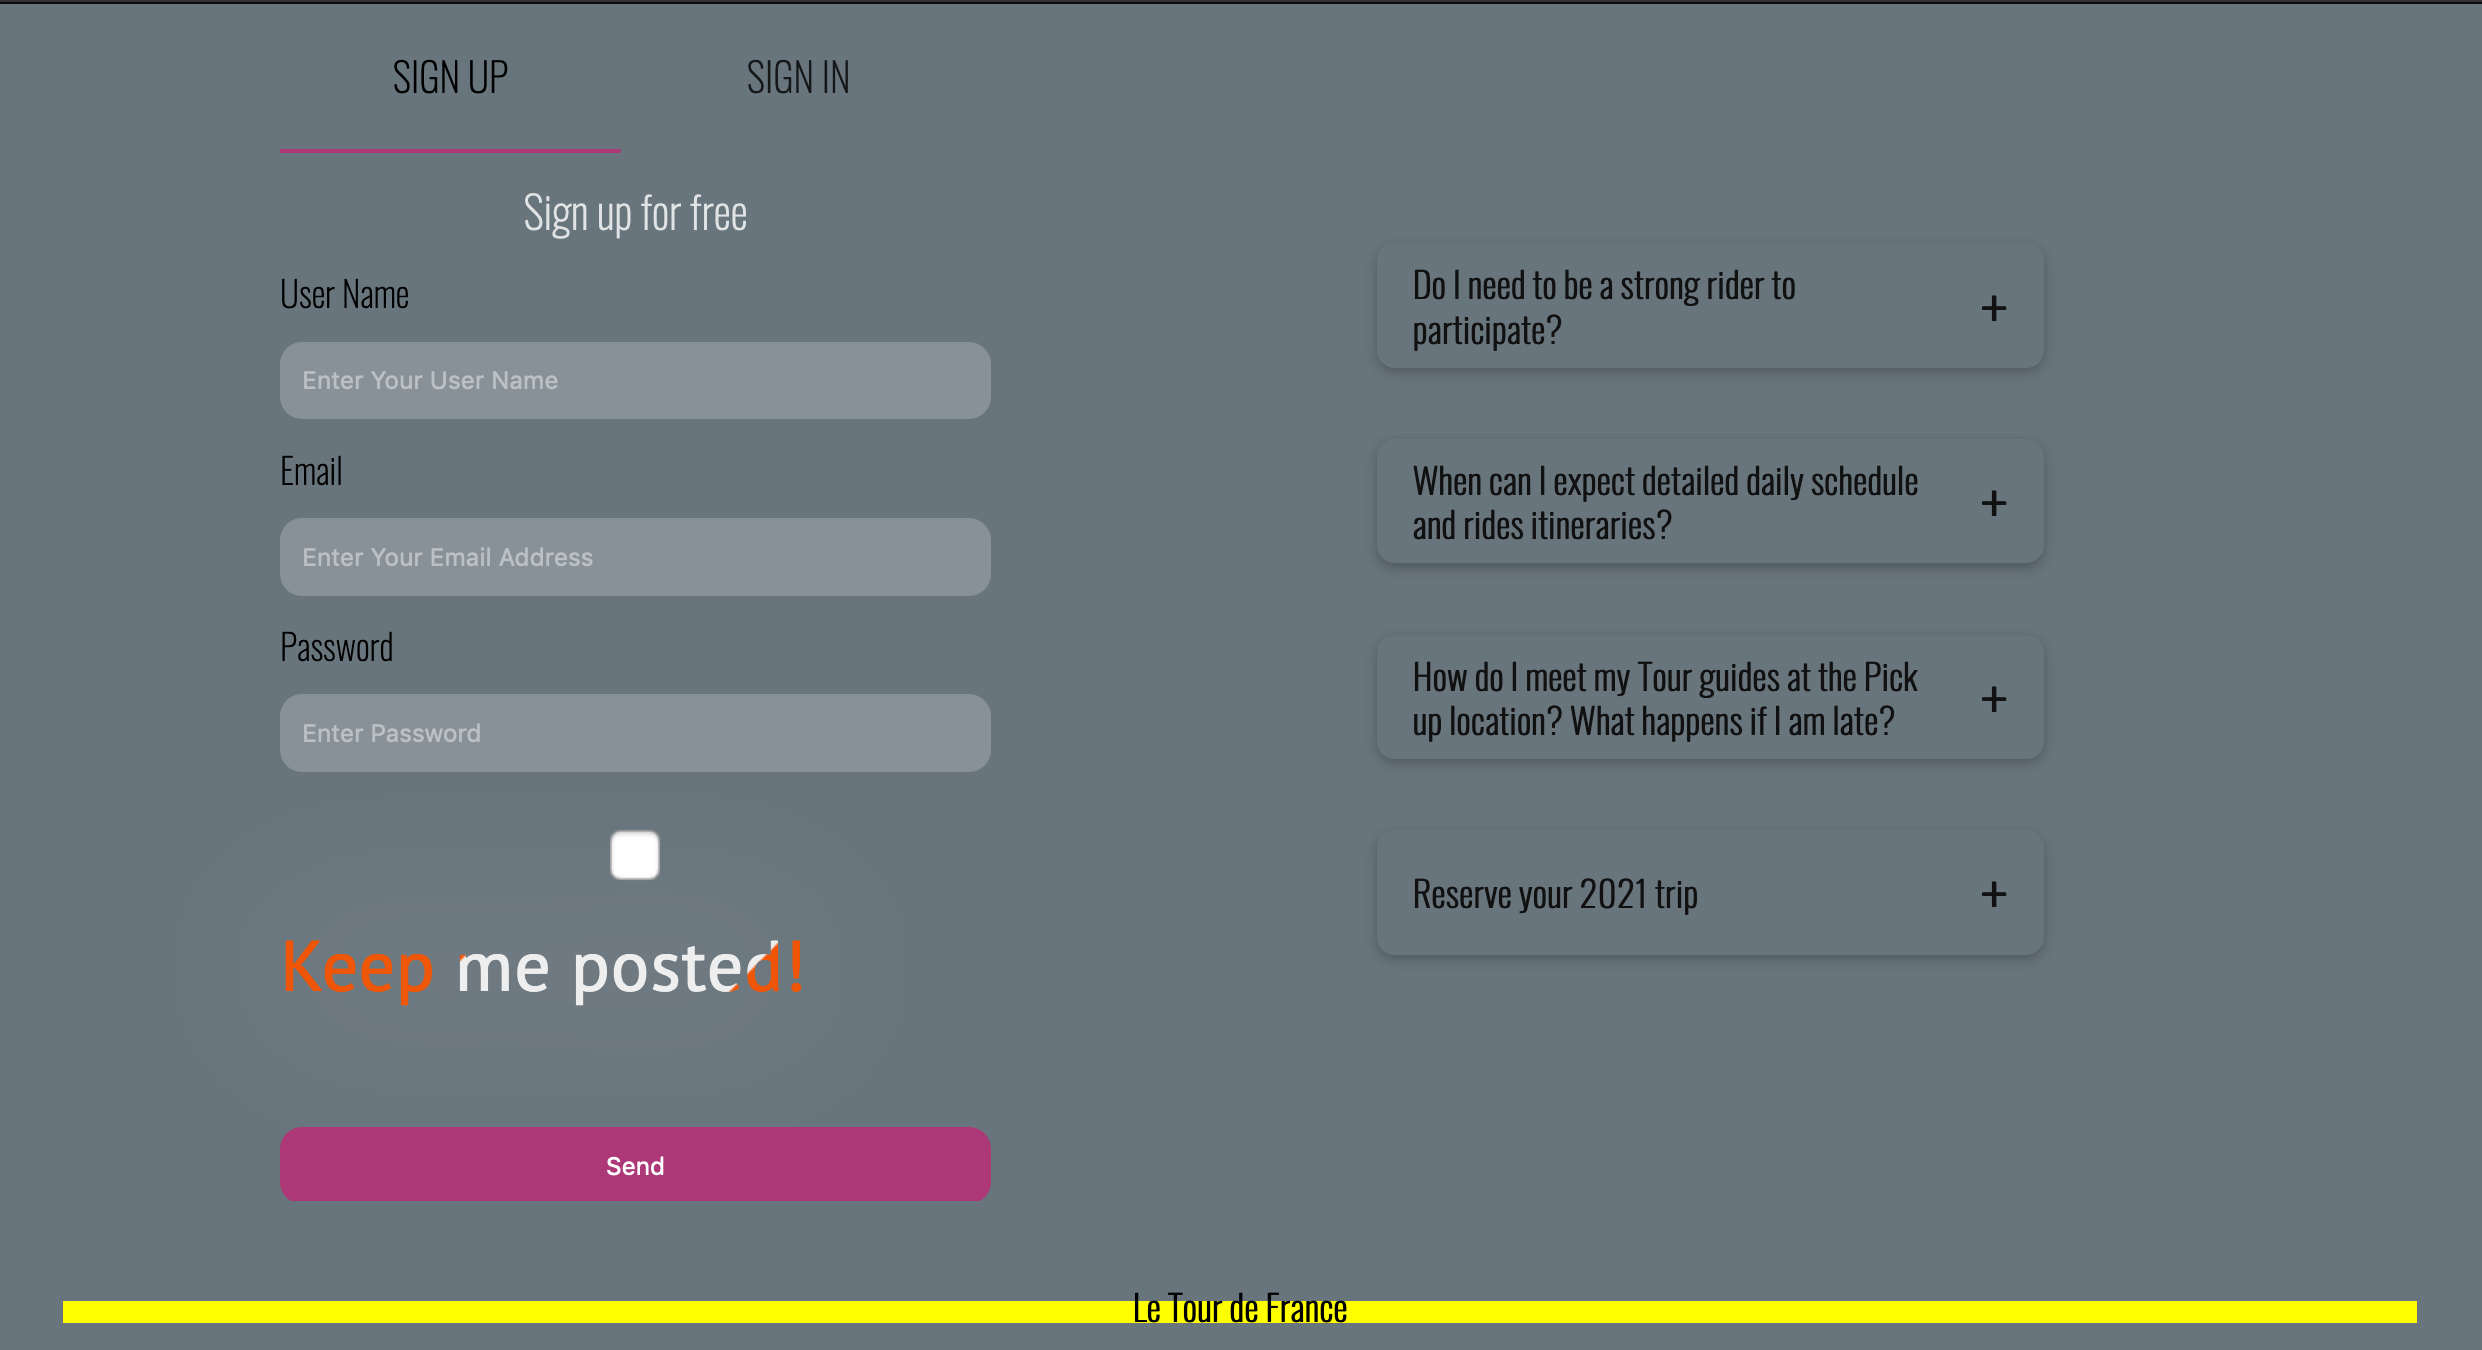 SIGN UP
SIGN IN
Sign up for free
User Name
Enter Your User Name
Email
Enter Your Email Address
Password
Enter Password
Keep me posted!
Send
Do I need to be a strong rider to
participate?
+
When can I expect detailed daily schedule
and rides itineraries?
+
How do I meet my Tour guides at the Pick
up location? What happens if I am late?
+
Reserve your 2021 trip
+
Le Tour de France